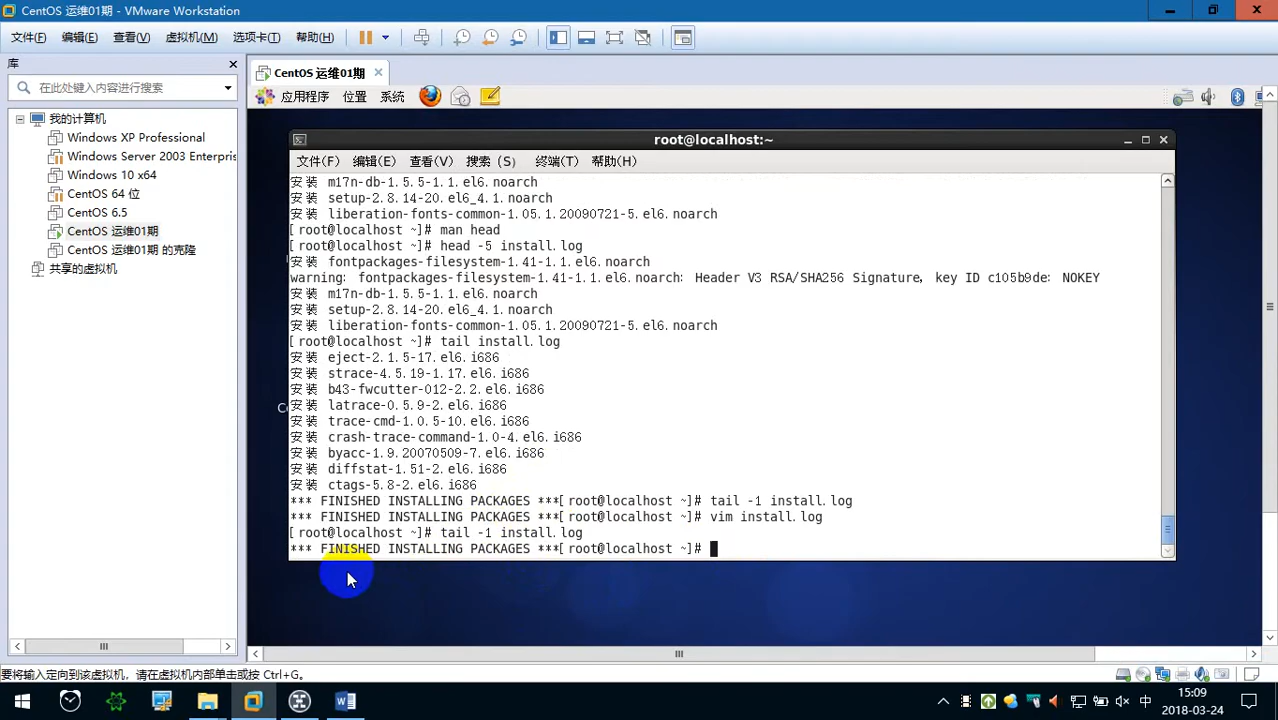 CentOS 运维01期 - VMware Workstation
文件(F) 编辑(E) 查看(V) 虚拟机(M) 选项卡(T) 帮助(H)
库
在此处键入内容进行搜索
我的计算机
Windows XP Professional
Windows Server 2003 Enterpris
Windows 10 x64
CentOS 64 位
CentOS 6.5
CentOS 运维01期
CentOS 运维01期 的克隆
共享的虚拟机
CentOS 运维01期
应用程序 位置 系统
root@localhost:~
文件(F) 编辑(E) 查看(V) 搜索 (S) 终端(T) 帮助(H)
安装 m17n-db-1.5.5-1.1.el6.noarch
安装 setup-2.8.14-20.el6_4.1.noarch
安装 liberation-fonts-common-1.05.1.20090721-5.el6.noarch
[root@localhost ~]# man head
[root@localhost ~]# head -5 install.log
安装 fontpackages-filesystem-1.41-1.1.el6.noarch
warning: fontpackages-filesystem-1.41-1.1.el6.noarch: Header V3 RSA/SHA256 Signature, key ID c105b9de: NOKEY
安装 m17n-db-1.5.5-1.1.el6.noarch
安装 setup-2.8.14-20.el6_4.1.noarch
安装 liberation-fonts-common-1.05.1.20090721-5.el6.noarch
[root@localhost ~]# tail install.log
安装 eject-2.1.5-17.el6.i686
安装 strace-4.5.19-1.17.el6.i686
安装 b43-fwcutter-012-2.2.el6.i686
安装 latrace-0.5.9-2.el6.i686
安装 trace-cmd-1.0.5-10.el6.i686
安装 crash-trace-command-1.0-4.el6.i686
安装 byacc-1.9.20070509-7.el6.i686
安装 diffstat-1.51-2.el6.i686
安装 ctags-5.8-2.el6.i686
*** FINISHED INSTALLING PACKAGES ***[root@localhost ~]# tail -1 install.log
*** FINISHED INSTALLING PACKAGES ***[root@localhost ~]# vim install.log
[root@localhost ~]# tail -1 install.log
*** FINISHED INSTALLING PACKAGES ***[root@localhost ~]#
要将输入定向到该虚拟机，请在虚拟机内部单击或按 Ctrl+G。
中
15:09
2018-03-24